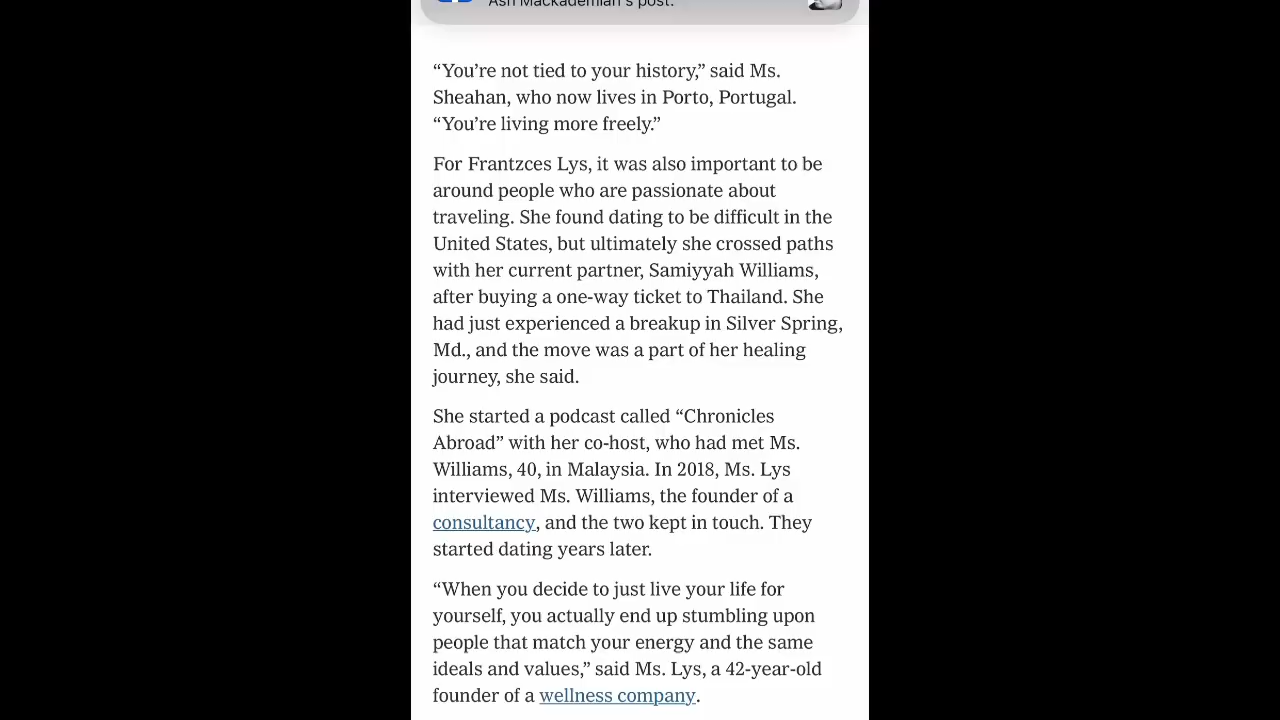 Ash Mackademian's post.
“You’re not tied to your history,” said Ms.
Sheahan, who now lives in Porto, Portugal.
“You’re living more freely.”
For Frantzces Lys, it was also important to be
around people who are passionate about
traveling. She found dating to be difficult in the
United States, but ultimately she crossed paths
with her current partner, Samiyyah Williams,
after buying a one-way ticket to Thailand. She
had just experienced a breakup in Silver Spring,
Md., and the move was a part of her healing
journey, she said.
She started a podcast called “Chronicles
Abroad” with her co-host, who had met Ms.
Williams, 40, in Malaysia. In 2018, Ms. Lys
interviewed Ms. Williams, the founder of a
consultancy, and the two kept in touch. They
started dating years later.
“When you decide to just live your life for
yourself, you actually end up stumbling upon
people that match your energy and the same
ideals and values,” said Ms. Lys, a 42-year-old
founder of a wellness company.